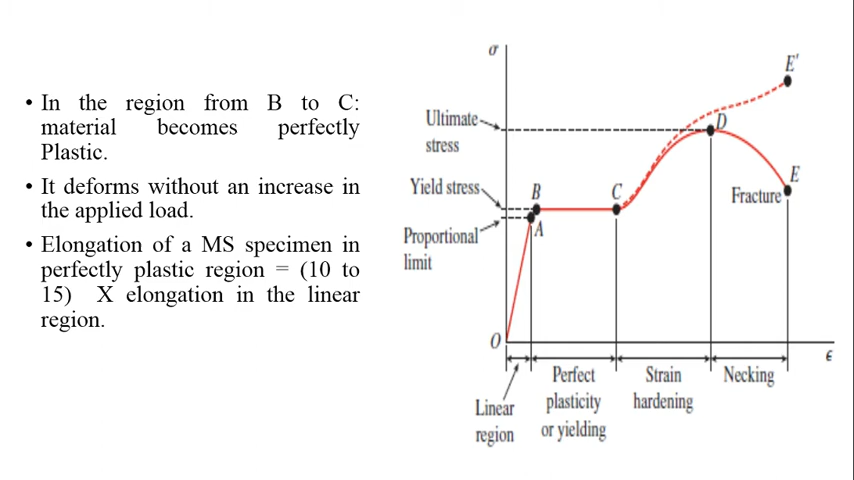 • In the region from B to C:
material becomes perfectly
Plastic.
• It deforms without an increase in
the applied load.
• Elongation of a MS specimen in
perfectly plastic region = (10 to
15) X elongation in the linear
region.
σ
E'
Ultimate
stress
D
Yield stress
B
C
E
Fracture
A
Proportional
limit
O
ϵ
Perfect
plasticity
or yielding
Strain
hardening
Necking
Linear
region